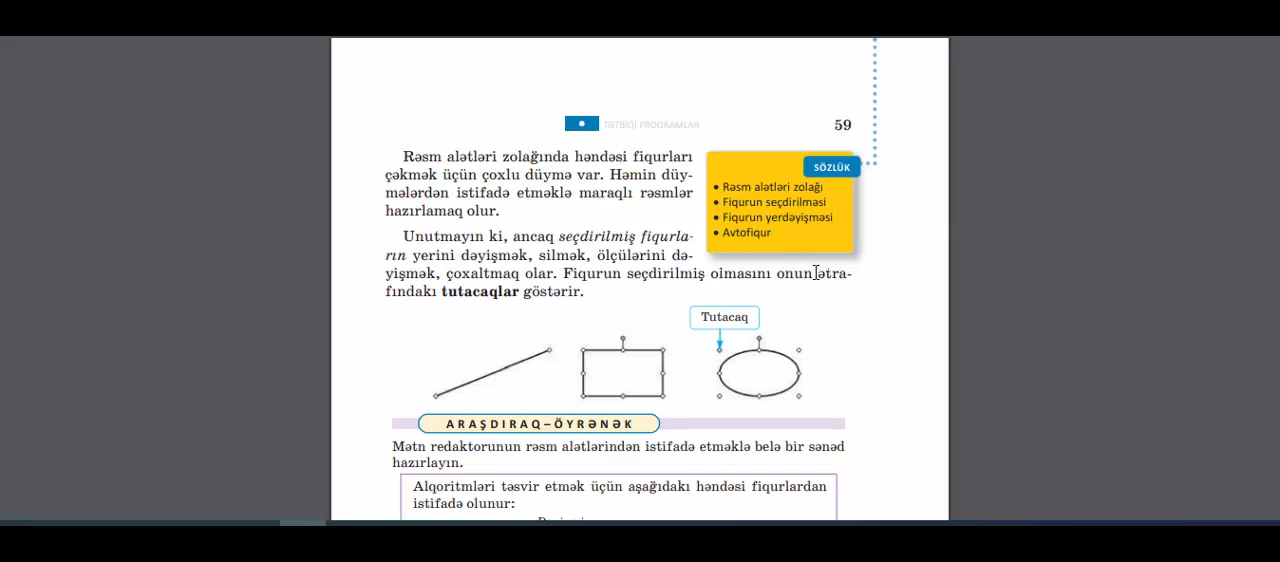 TƏTBİQİ PROQRAMLAR
59
Rəsm alətləri zolağında həndəsi fiqurları
çəkmək üçün çoxlu düymə var. Həmin düy-
mələrdən istifadə etməklə maraqlı rəsmlər
hazırlamaq olur.
Unutmayın ki, ancaq seçdirilmiş fiqurla-
rın yerini dəyişmək, silmək, ölçülərini də-
yişmək, çoxaltmaq olar. Fiqurun seçdirilmiş olmasını onun ətra-
fındakı tutacaqlar göstərir.
SÖZLÜK
• Rəsm alətləri zolağı
• Fiqurun seçdirilməsi
• Fiqurun yerdəyişməsi
• Avtofiqur
Tutacaq
ARAŞDIRAQ–ÖYRƏNƏK
Mətn redaktorunun rəsm alətlərindən istifadə etməklə belə bir sənəd
hazırlayın.
Alqoritmləri təsvir etmək üçün aşağıdakı həndəsi fiqurlardan
istifadə olunur: